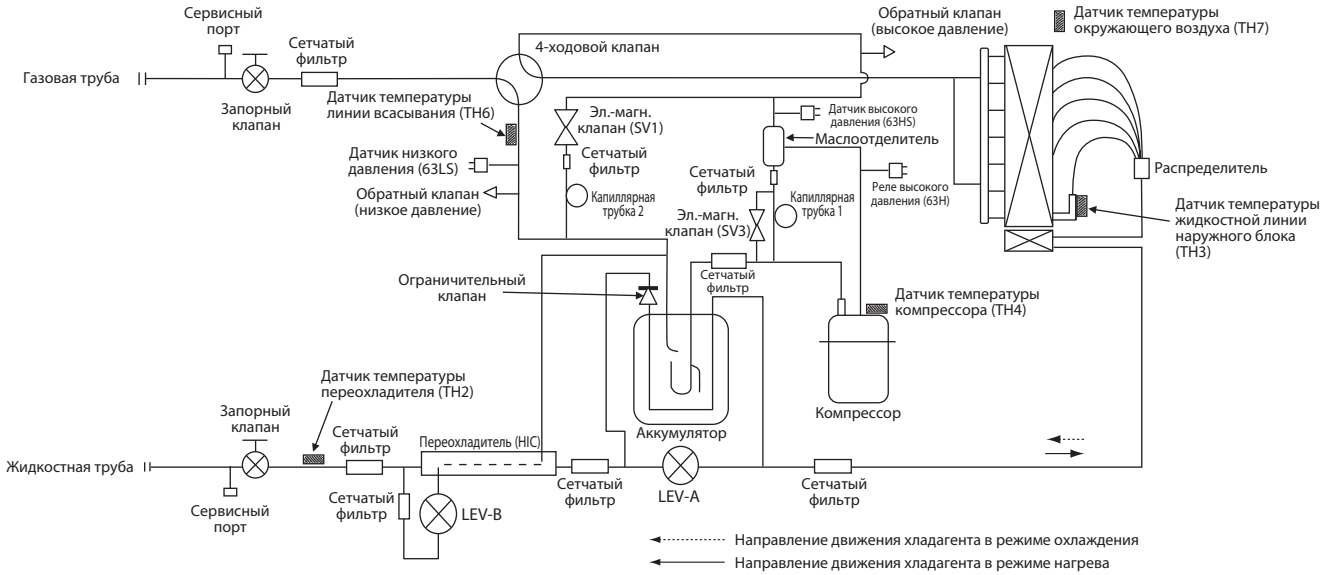 Сервисный
порт
Сетчатый
фильтр
Газовая труба
Запорный
клапан
4-ходовой клапан
Обратный клапан
(высокое давление)
Датчик температуры
окружающего воздуха (TH7)
Датчик температуры
линии всасывания (TH6)
Эл.-магн.
клапан (SV1)
Датчик высокого
давления (63HS)
Маслоотделитель
Датчик низкого
давления (63LS)
Сетчатый
фильтр
Сетчатый
фильтр
Реле высокого
давления (63H)
Распределитель
Обратный клапан
(низкое давление)
Капиллярная
трубка 2
Капиллярная
трубка 1
Эл.-магн.
клапан (SV3)
Датчик температуры
жидкостной линии
наружного блока
(TH3)
Ограничительный
клапан
Сетчатый
фильтр
Датчик температуры
компрессора (TH4)
Датчик температуры
переохладителя (TH2)
Компрессор
Аккумулятор
Запорный
клапан
Сетчатый
фильтр
Переохладитель (HIC)
Жидкостная труба
Сервисный
порт
Сетчатый
фильтр
LEV-B
Сетчатый
фильтр
LEV-A
Сетчатый
фильтр
Направление движения хладагента в режиме охлаждения
Направление движения хладагента в режиме нагрева